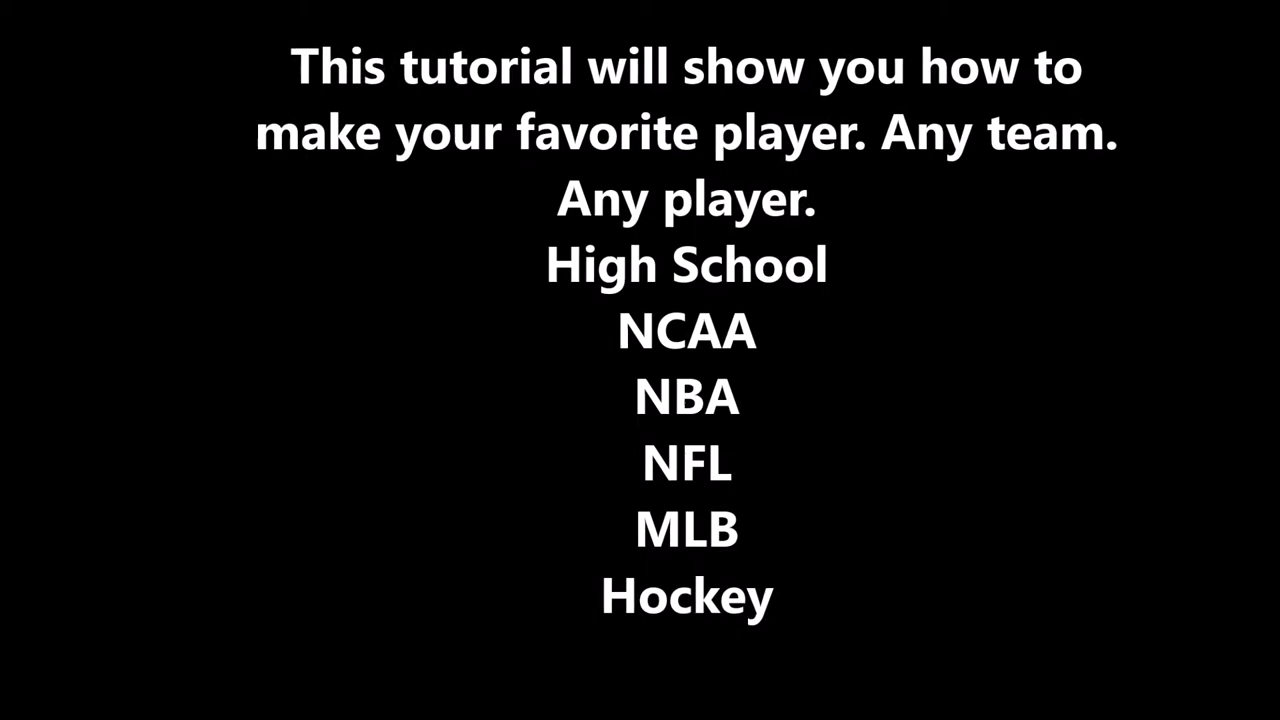 This tutorial will show you how to
make your favorite player. Any team.
Any player.
High School
NCAA
NBA
NFL
MLB
Hockey